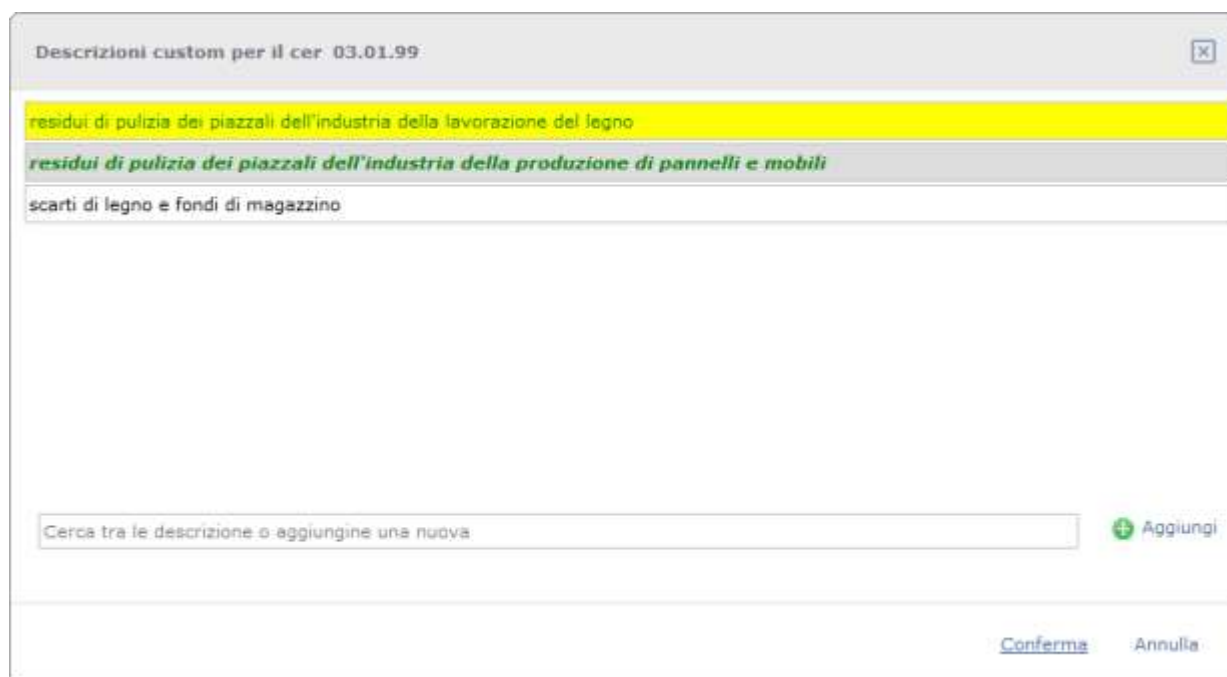 Descrizioni custom per il cer 03.01.99
residui di pulizia dei piazzali dell'industria della lavorazione del legno
residui di pulizia dei piazzali dell'industria della produzione di pannelli e mobili
scarti di legno e fondi di magazzino
Cerca tra le descrizione o aggiungine una nuova
Aggiungi
Conferma Annulla